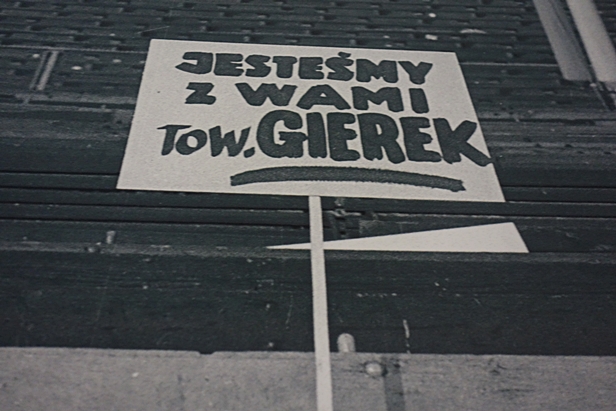 JESTEŚMY
Z WAMI
TOW. GIEREK